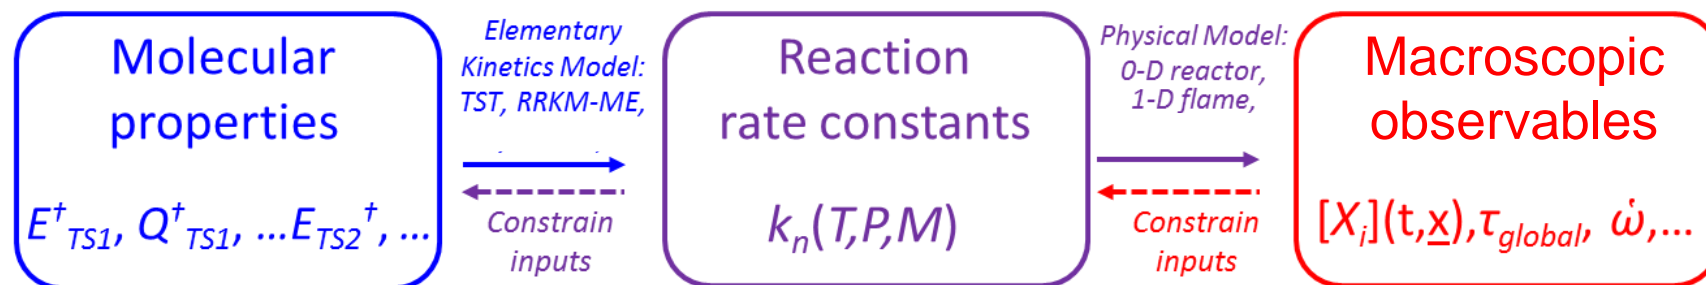 Molecular
properties
E†TS1, Q†TS1, ...ETS2†, ...
Elementary
Kinetics Model:
TST, RRKM-ME,
Constrain
inputs
Reaction
rate constants
kn(T,P,M)
Physical Model:
0-D reactor,
1-D flame,
Constrain
inputs
Macroscopic
observables
[Xi](t,x),τglobal, ω̇,...